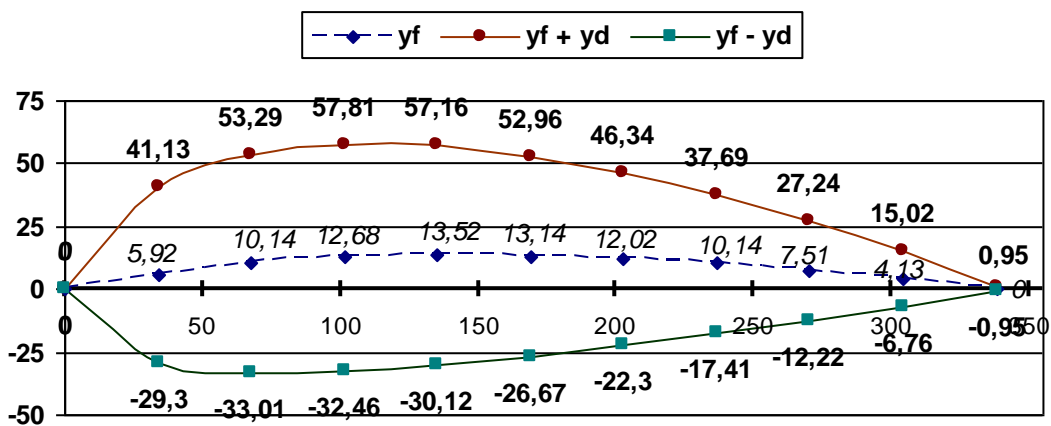 yf yf + yd yf - yd
75
50
25
0
-25
-50
0 41,13 53,29 57,81 57,16 52,96 46,34 37,69 27,24 15,02 0,95
5,92 10,14 12,68 13,52 13,14 12,02 10,14 7,51 4,13 0
0 50 100 150 200 250 300 350
-29,3 -33,01 -32,46 -30,12 -26,67 -22,3 -17,41 -12,22 -6,76 -0,95